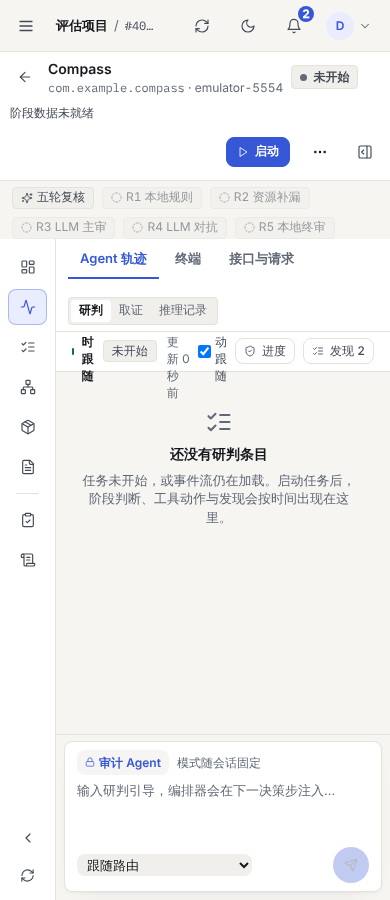 评估项目 / #40…
2
D
Compass
com.example.compass · emulator-5554
未开始
阶段数据未就绪
启动
五轮复核
R1 本地规则
R2 资源补漏
R3 LLM 主审
R4 LLM 对抗
R5 本地终审
Agent 轨迹
终端
接口与请求
研判
取证
推理记录
时跟随
未开始
更新 0 秒前
动跟随
进度
发现 2
还没有研判条目
任务未开始，或事件流仍在加载。启动任务后，
阶段判断、工具动作与发现会按时间出现在这
里。
审计 Agent
模式随会话固定
输入研判引导，编排器会在下一决策步注入…
跟随路由